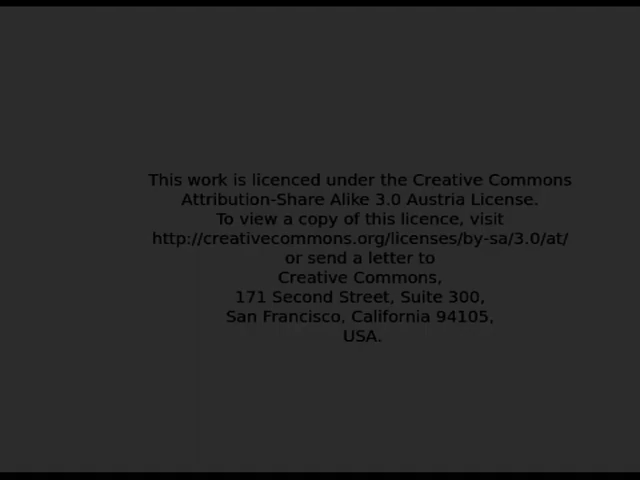 This work is licenced under the Creative Commons
Attribution-Share Alike 3.0 Austria License.
To view a copy of this licence, visit
http://creativecommons.org/licenses/by-sa/3.0/at/
or send a letter to
Creative Commons,
171 Second Street, Suite 300,
San Francisco, California 94105,
USA.